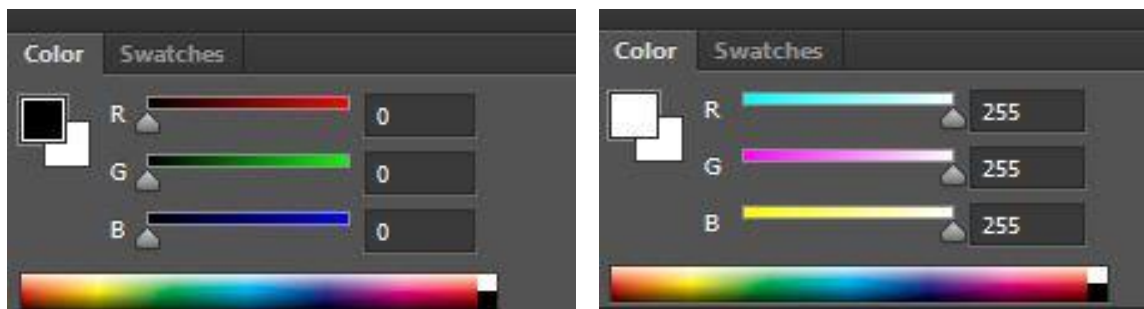 Color Swatches
R 0
G 0
B 0
Color Swatches
R 255
G 255
B 255